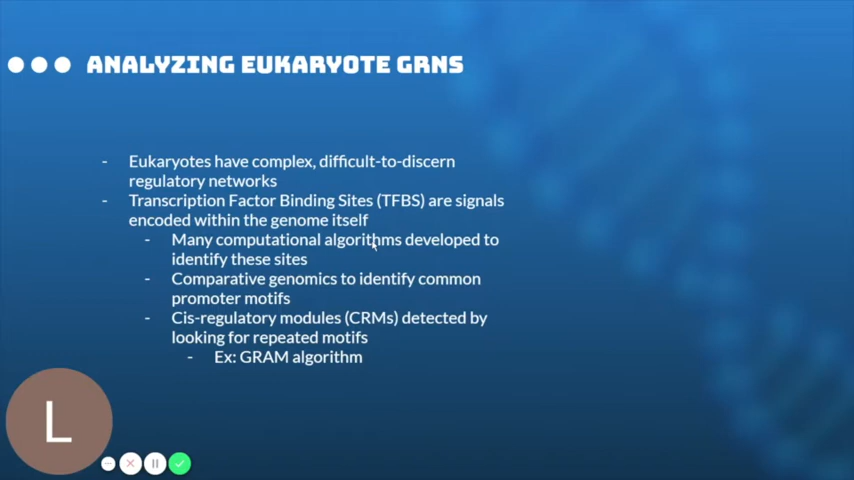 ANALYZING EUKARYOTE GRNS
- Eukaryotes have complex, difficult-to-discern
regulatory networks
- Transcription Factor Binding Sites (TFBS) are signals
encoded within the genome itself
- Many computational algorithms developed to
identify these sites
- Comparative genomics to identify common
promoter motifs
- Cis-regulatory modules (CRMs) detected by
looking for repeated motifs
- Ex: GRAM algorithm
L